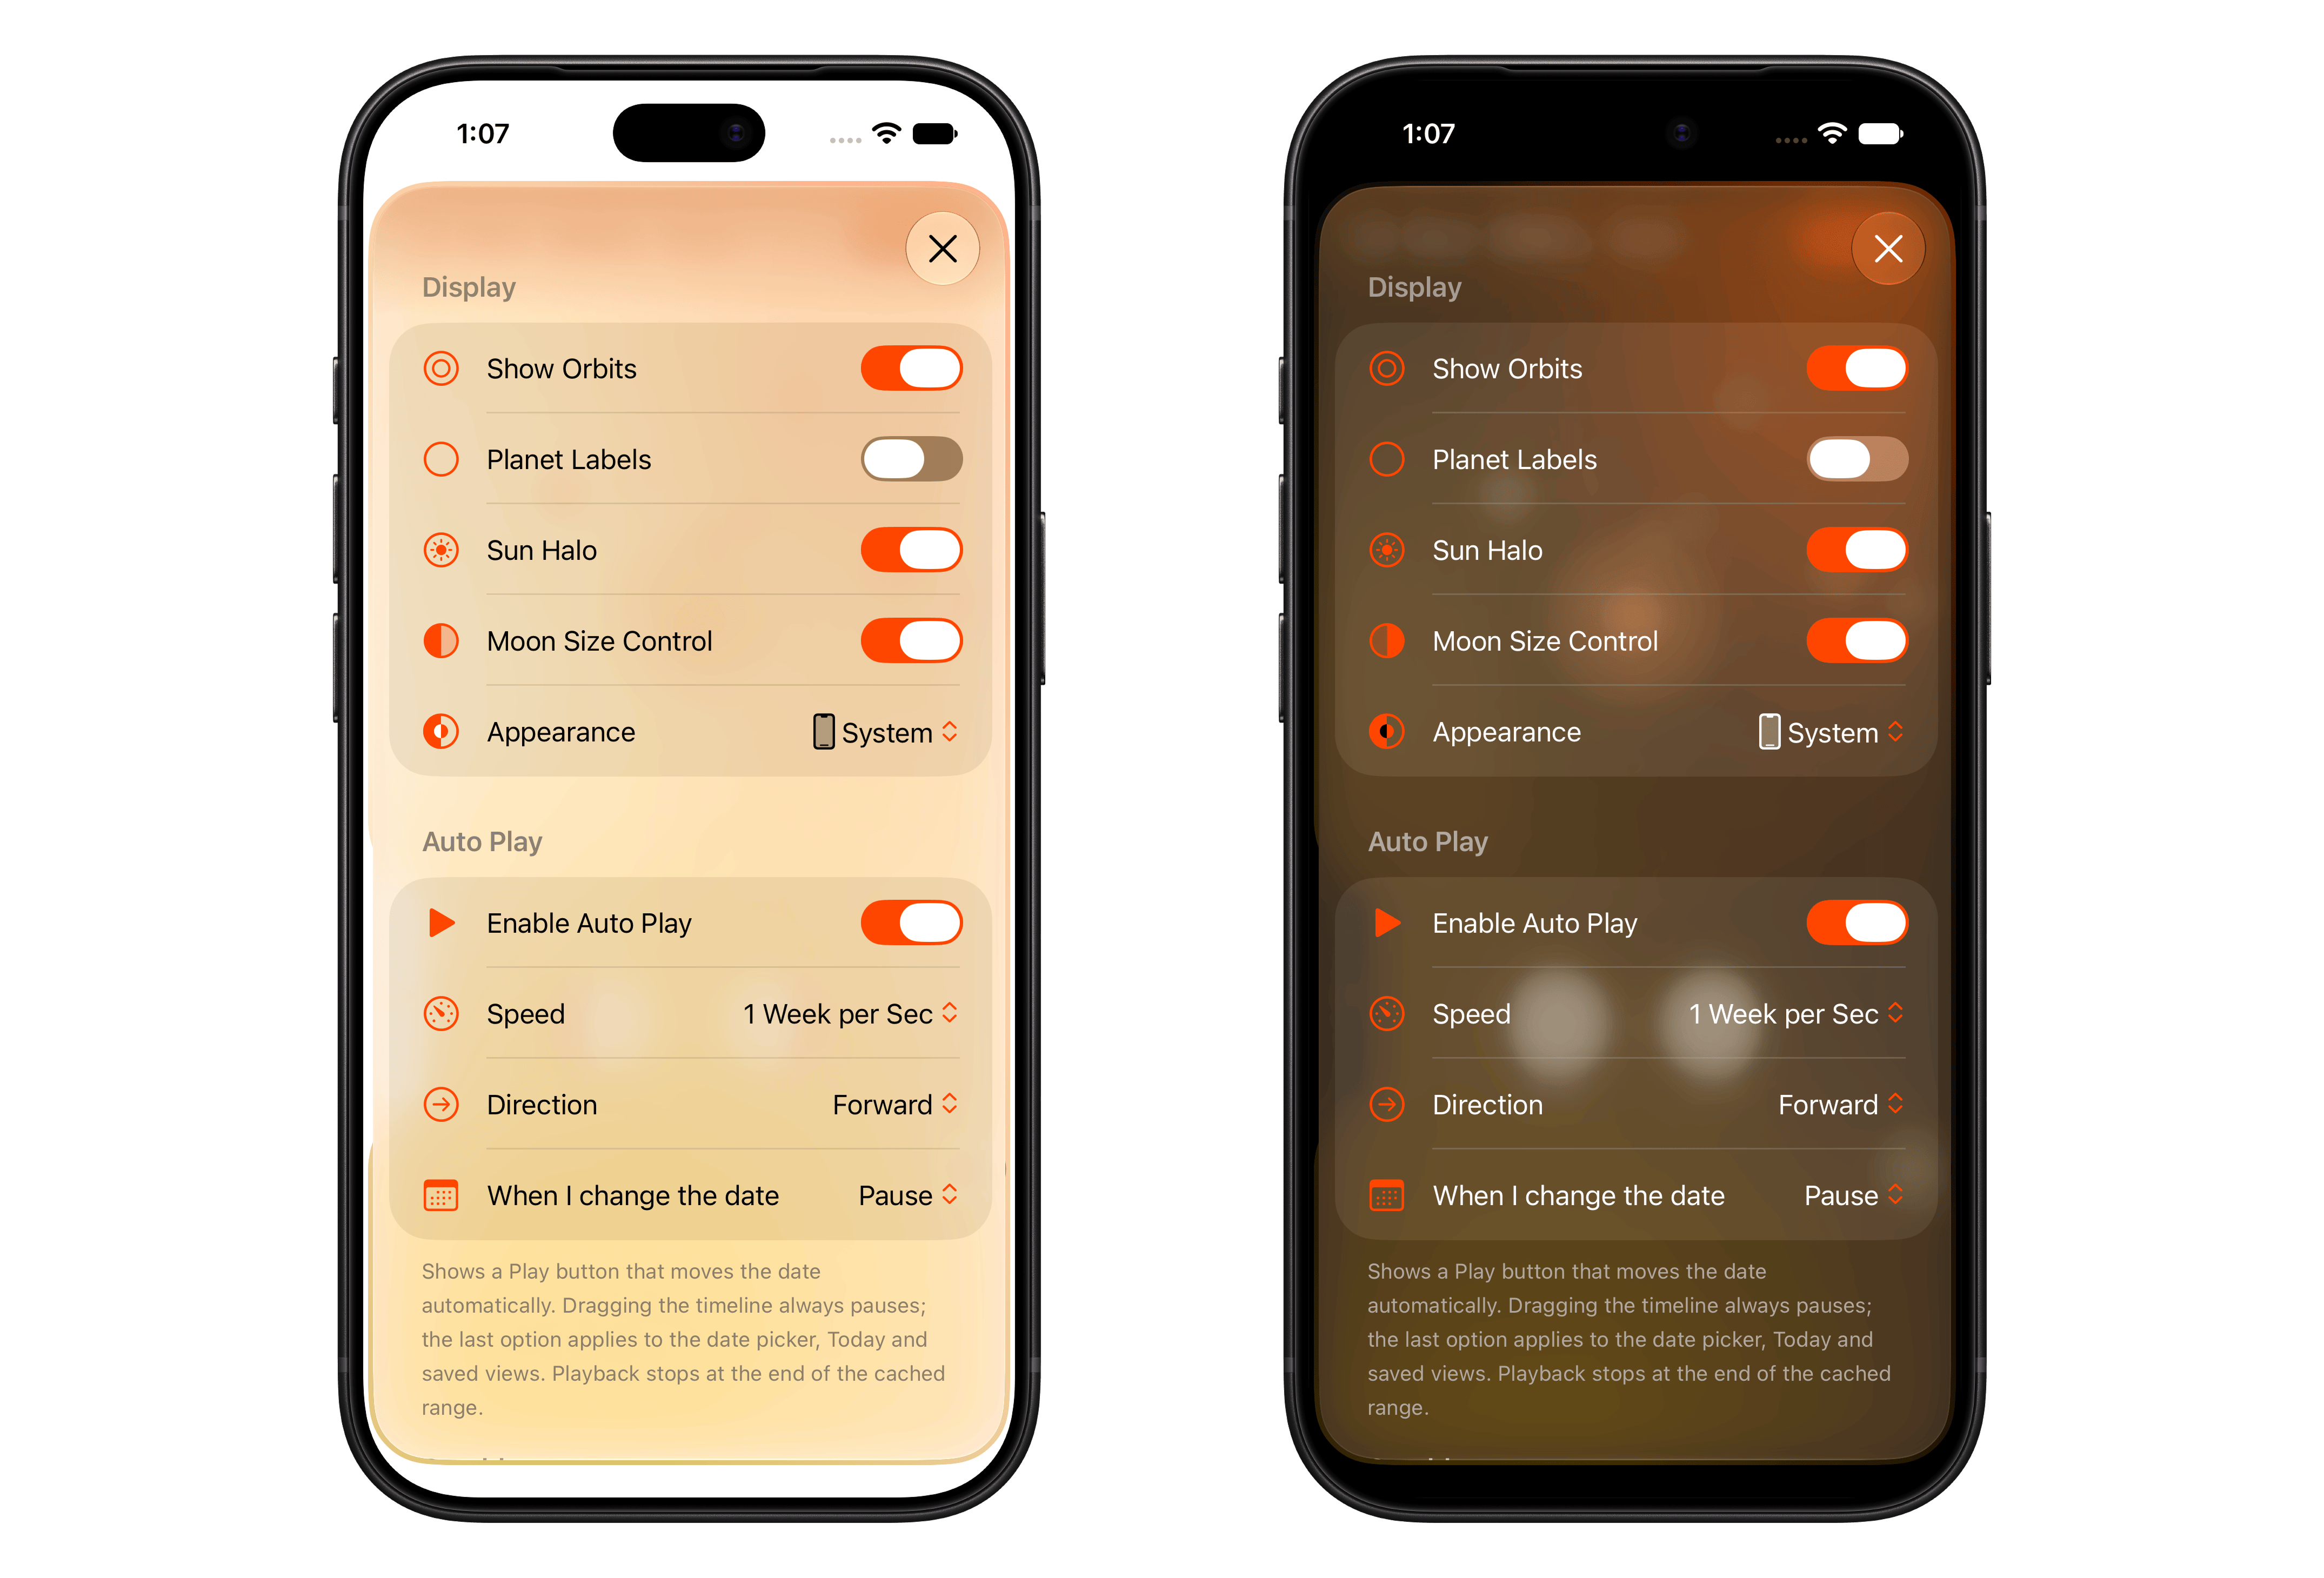 1:07
Display
Show Orbits
Planet Labels
Sun Halo
Moon Size Control
Appearance System
Auto Play
Enable Auto Play
Speed 1 Week per Sec
Direction Forward
When I change the date Pause
Shows a Play button that moves the date
automatically. Dragging the timeline always pauses;
the last option applies to the date picker, Today and
saved views. Playback stops at the end of the cached
range.
1:07
Display
Show Orbits
Planet Labels
Sun Halo
Moon Size Control
Appearance System
Auto Play
Enable Auto Play
Speed 1 Week per Sec
Direction Forward
When I change the date Pause
Shows a Play button that moves the date
automatically. Dragging the timeline always pauses;
the last option applies to the date picker, Today and
saved views. Playback stops at the end of the cached
range.